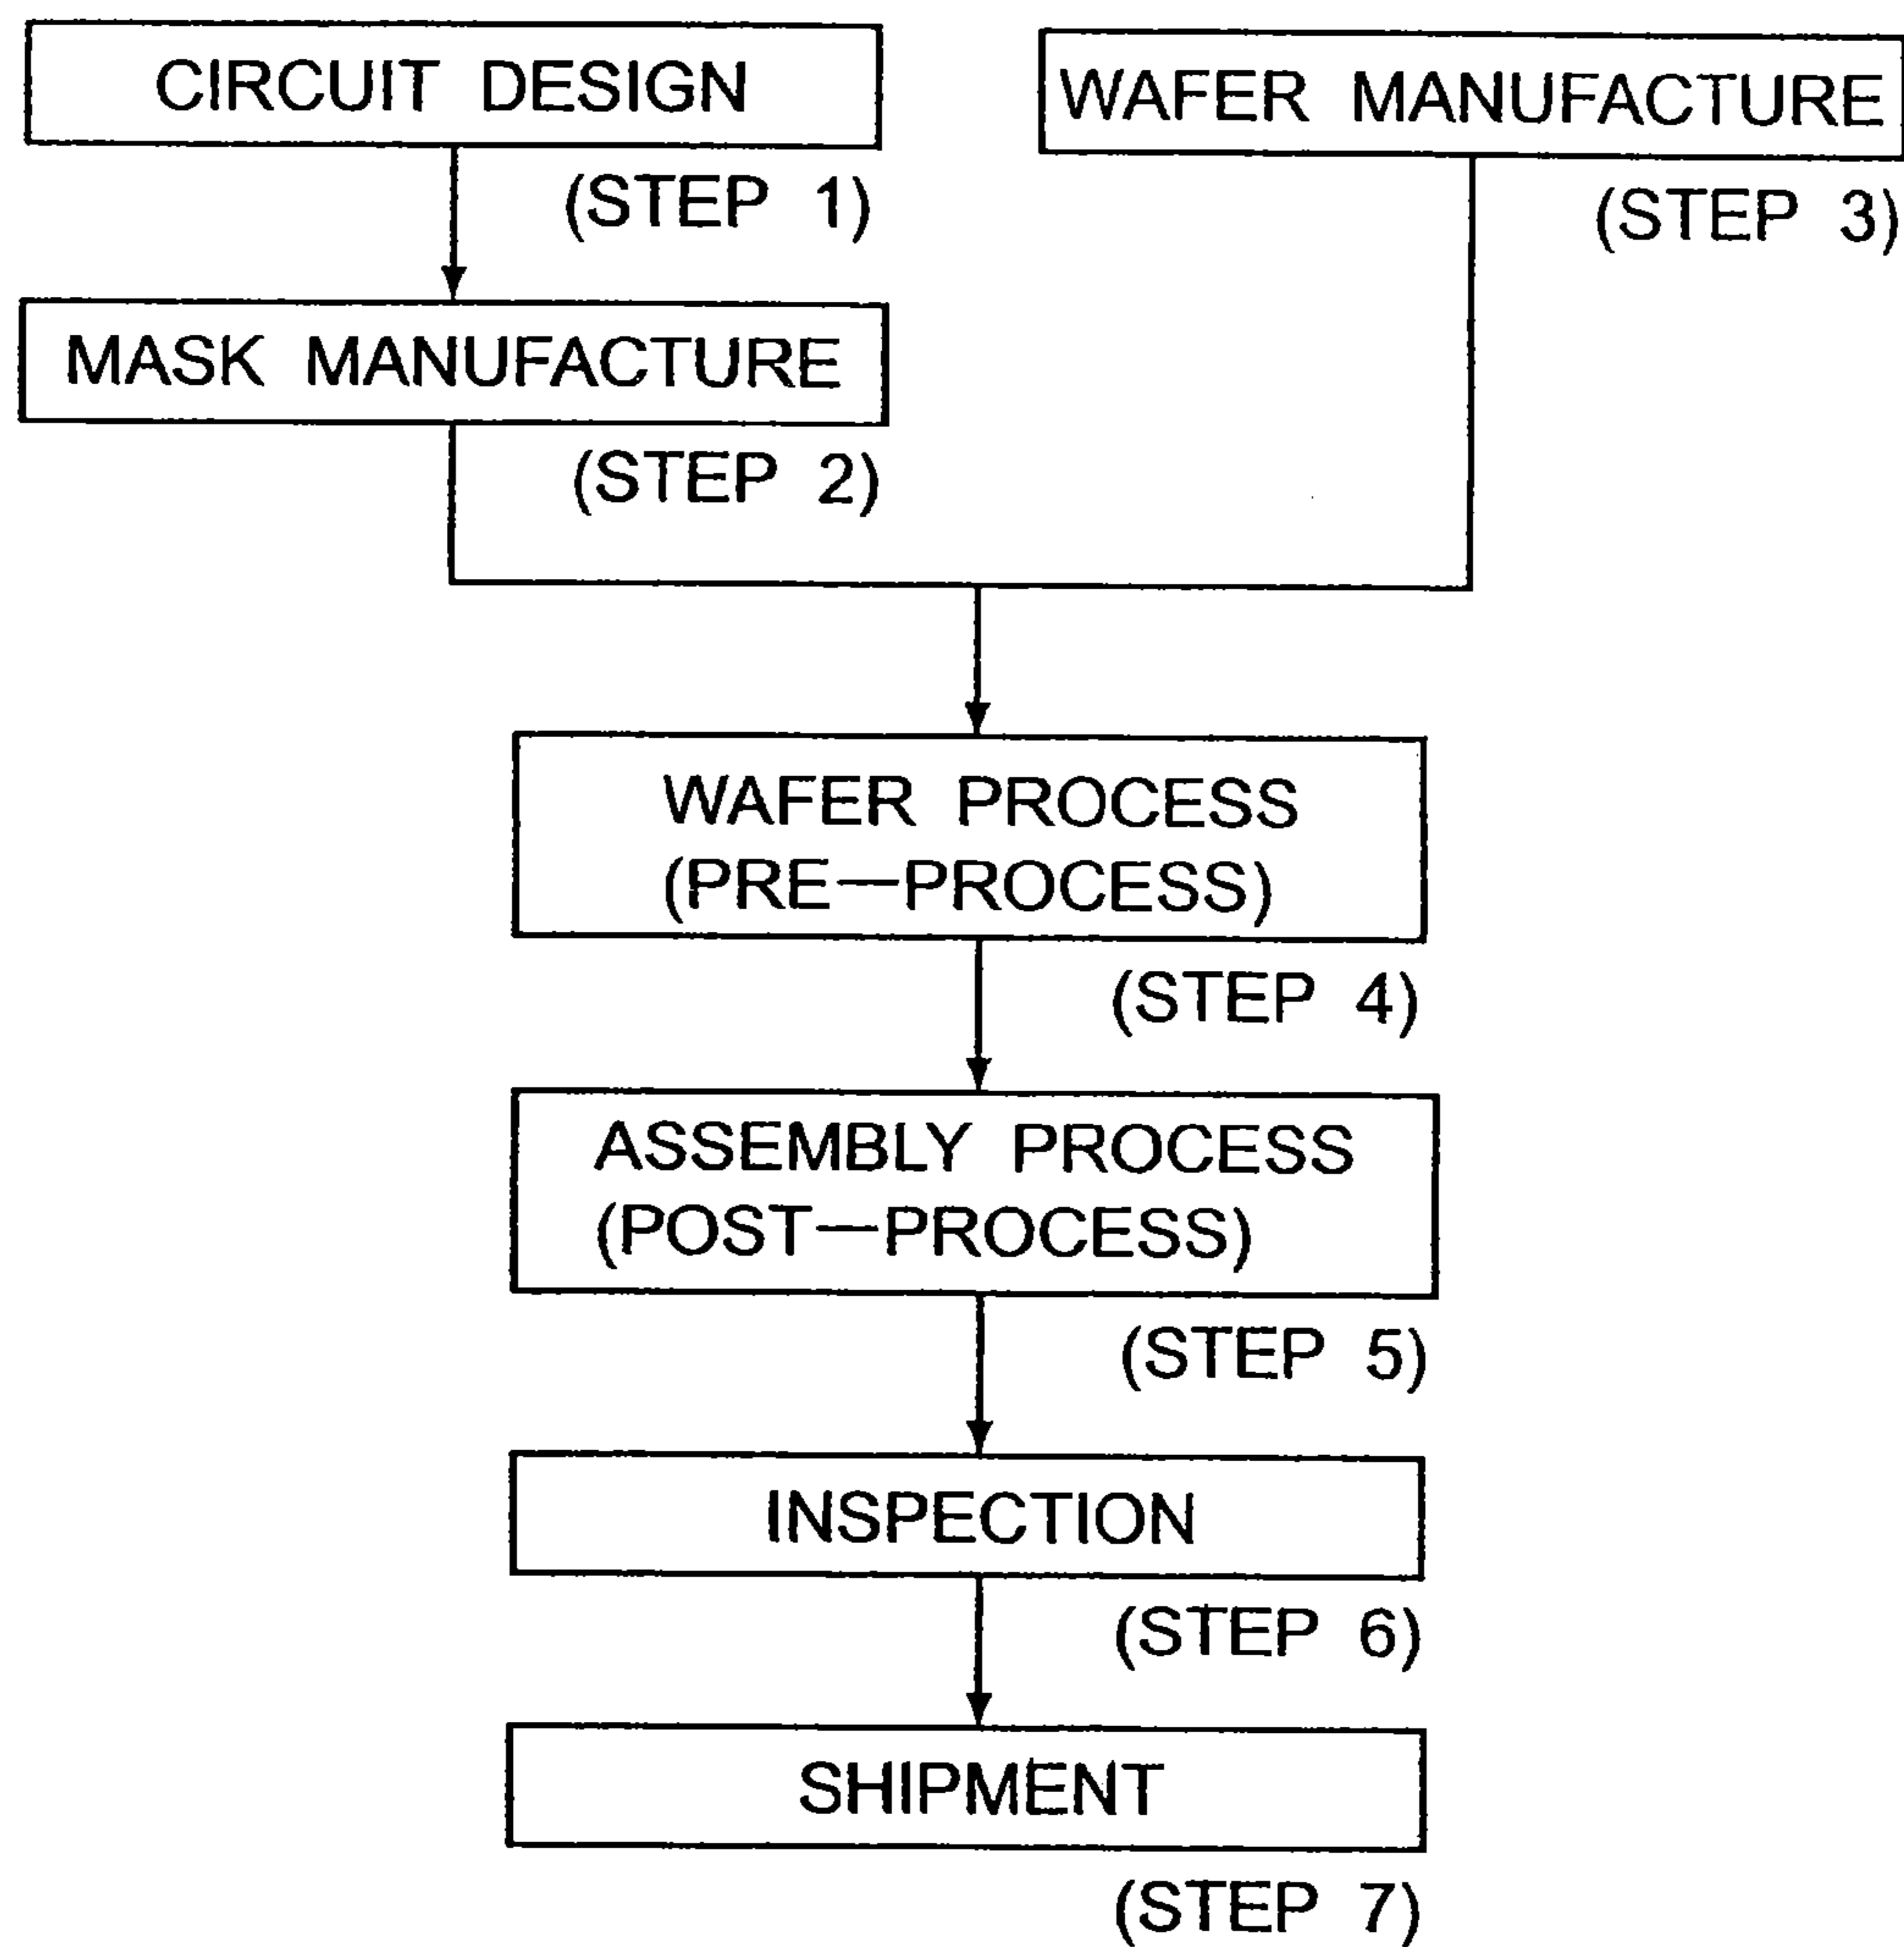 CIRCUIT DESIGN
(STEP 1)
WAFER MANUFACTURE
(STEP 3)
MASK MANUFACTURE
(STEP 2)
WAFER PROCESS
(PRE—PROCESS)
(STEP 4)
ASSEMBLY PROCESS
(POST—PROCESS)
(STEP 5)
INSPECTION
(STEP 6)
SHIPMENT
(STEP 7)